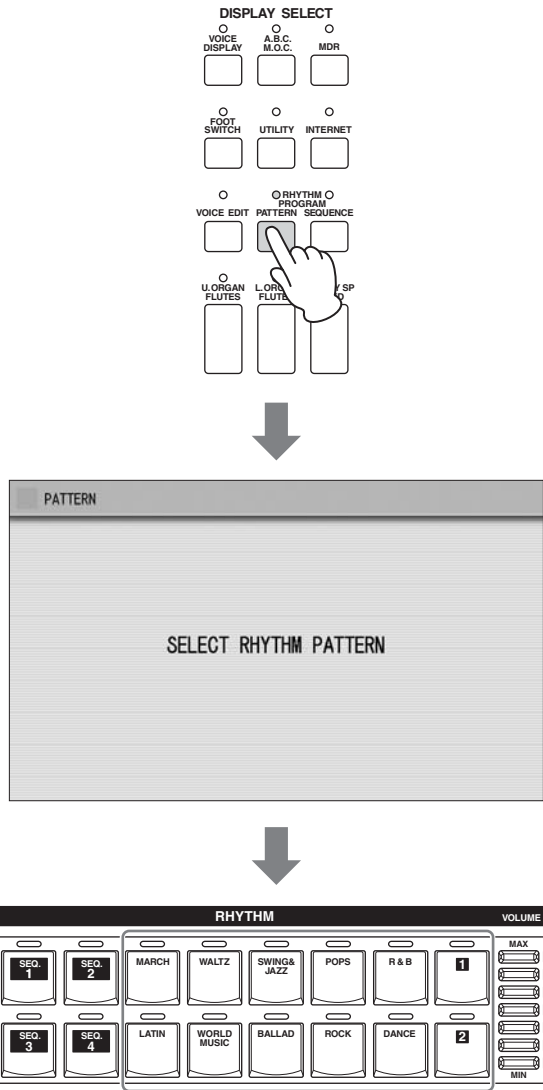 DISPLAY SELECT
VOICE DISPLAY
A.B.C. M.O.C.
MDR
FOOT SWITCH
UTILITY
INTERNET
RHYTHM PROGRAM
VOICE EDIT
PATTERN
SEQUENCE
U.ORGAN FLUTES
PATTERN
SELECT RHYTHM PATTERN
RHYTHM
VOLUME
SEQ. 1
SEQ. 2
MARCH
WALTZ
SWING& JAZZ
POPS
R & B
1
MAX
SEQ. 3
SEQ. 4
LATIN
WORLD MUSIC
BALLAD
ROCK
DANCE
2
MIN